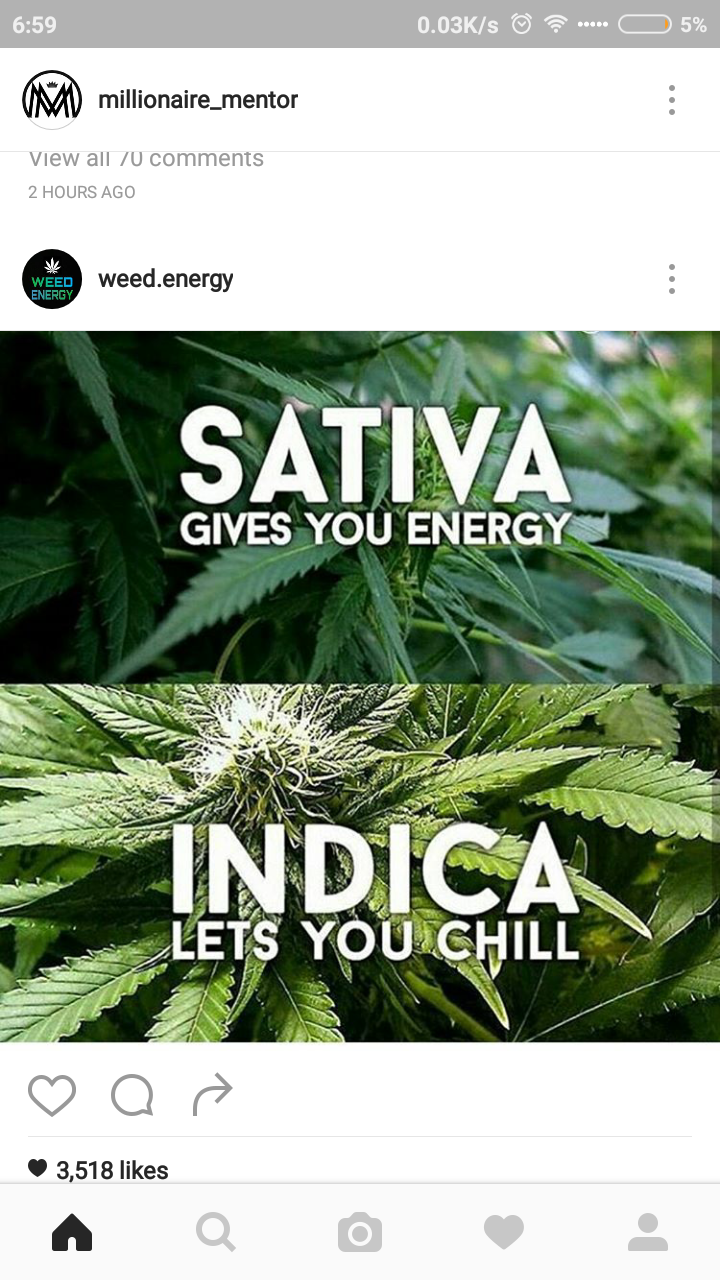 6:59
0.03K/s
5%
millionaire_mentor
View all 70 comments
2 HOURS AGO
WEED
ENERGY
weed.energy
SATIVA
GIVES YOU ENERGY
INDICA
LETS YOU CHILL
3,518 likes